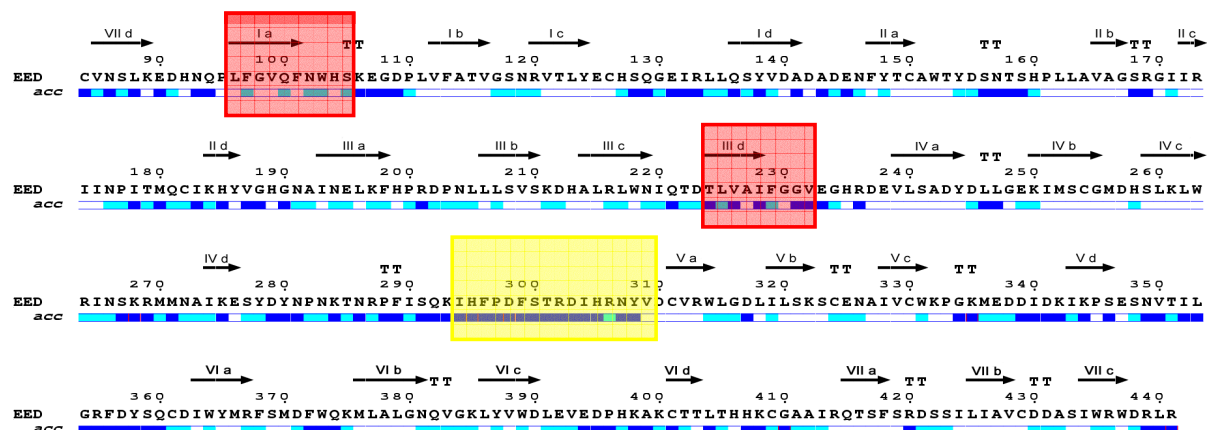 VII d I a TT I b I c I d II a TT II b TT II c
90 100 110 120 130 140 150 160 170
EED CVNSLKEDHNQPLFGVQFNWHSKEGDPLVFATVGSNRVTLYECHSQGEIRLLQSYVDADADENFYTCAWTYDSNTSHPLLAVAGSRGIIR
acc
II d III a III b III c III d IV a TT IV b IV c
180 190 200 210 220 230 240 250 260
EED IINPITMQCIKHYVGHGNAINELKFHPRDPNLLLSVSKDHALRLWNIQTDTLVAIFGGVEGHRDEVLSADYDLLGEKIMSCGMDHSLKLW
acc
IV d TT V a V b TT V c TT V d
270 280 290 300 310 320 330 340 350
EED RINSKRMMNAIKESYDYNPNKTNRPFISQKIHFPDFSTRDIHRNYVDCVRWLGDLILSKSCENAIVCWKPGKMEDDIDKIKPSESNVTIL
acc
VI a VI b TT VI c VI d VII a TT VII b TT VII c
360 370 380 390 400 410 420 430 440
EED GRFDYSQCDIWYMRFSMDFWQKMLALGNQVGKLYVWDLEVEDPHKAKCTTLTHHKCGAAIRQTSFSRDSSILIAVCDDASIWRWDRLR
acc